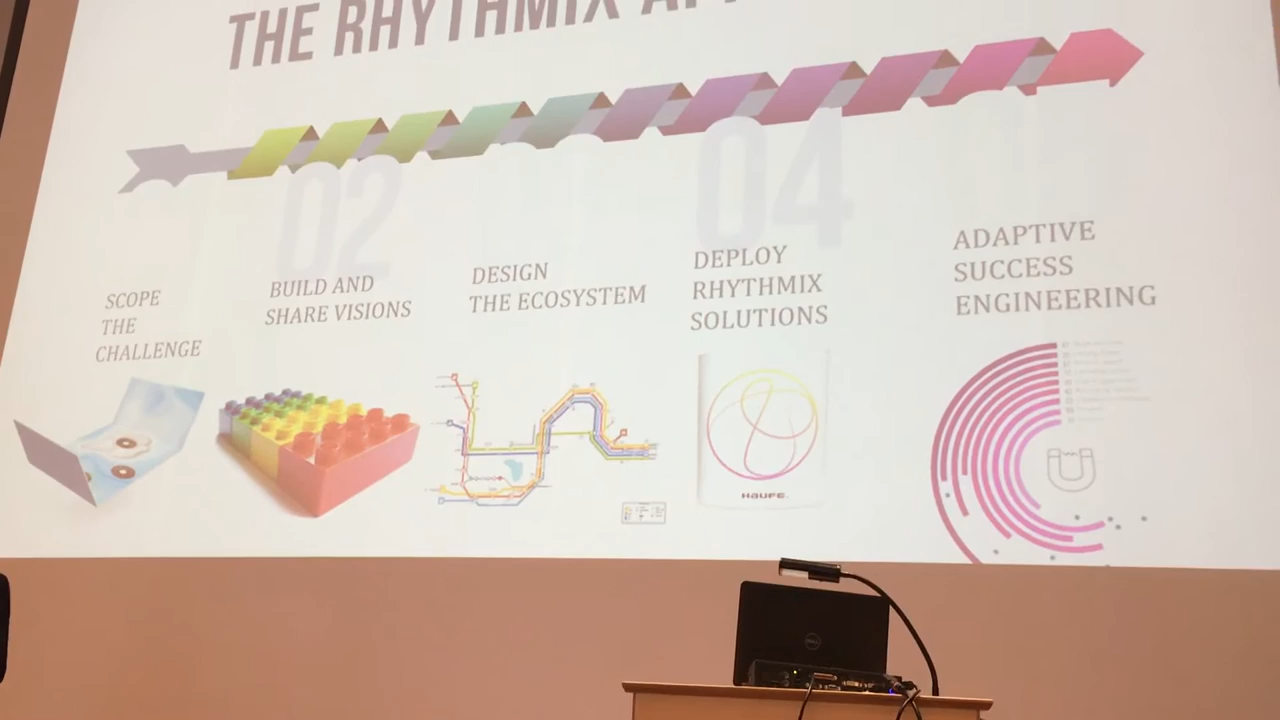 THE RHYTHMIX
02
04
SCOPE
THE
CHALLENGE
BUILD AND
SHARE VISIONS
DESIGN
THE ECOSYSTEM
DEPLOY
RHYTHMIX
SOLUTIONS
ADAPTIVE
SUCCESS
ENGINEERING
HAUFE.
DELL